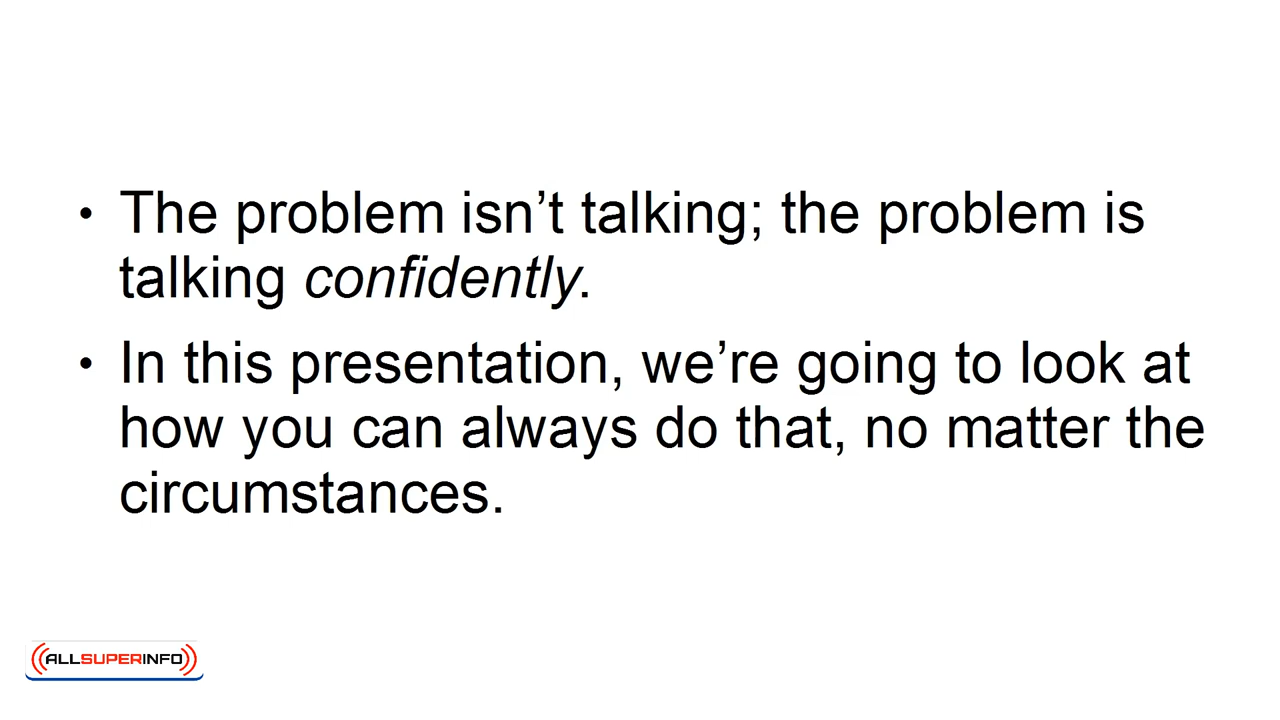 • The problem isn’t talking; the problem is
talking confidently.
• In this presentation, we’re going to look at
how you can always do that, no matter the
circumstances.
ALLSUPERINFO